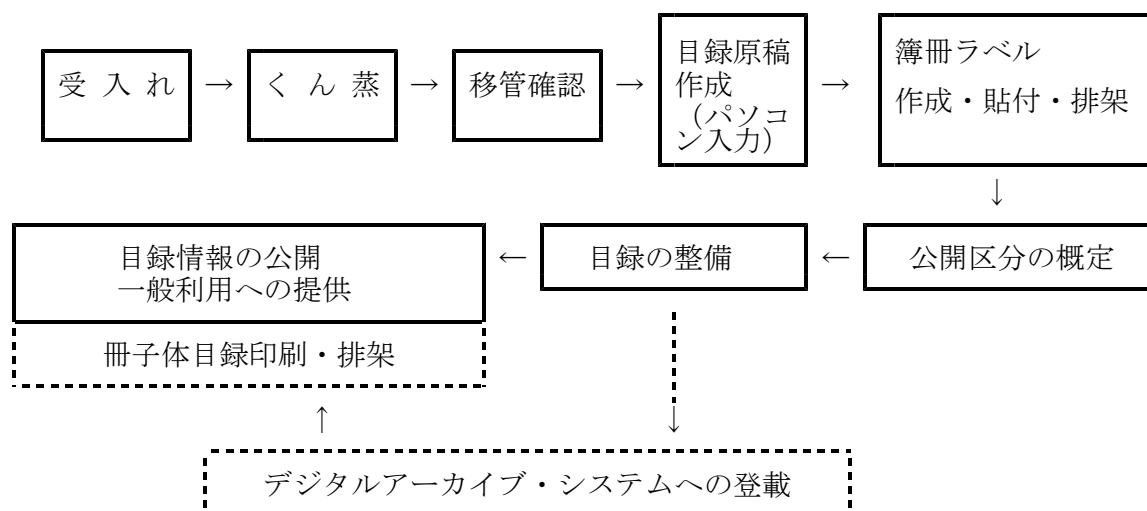 受 入 れ → く ん 蒸 → 移管確認 → 目録原稿
作成
（パソコ
ン入力） → 簿冊ラベル
作成・貼付・排架
↓
公開区分の概定
←
目録の整備
←
目録情報の公開
一般利用への提供
冊子体目録印刷・排架
↑
↓
デジタルアーカイブ・システムへの登載